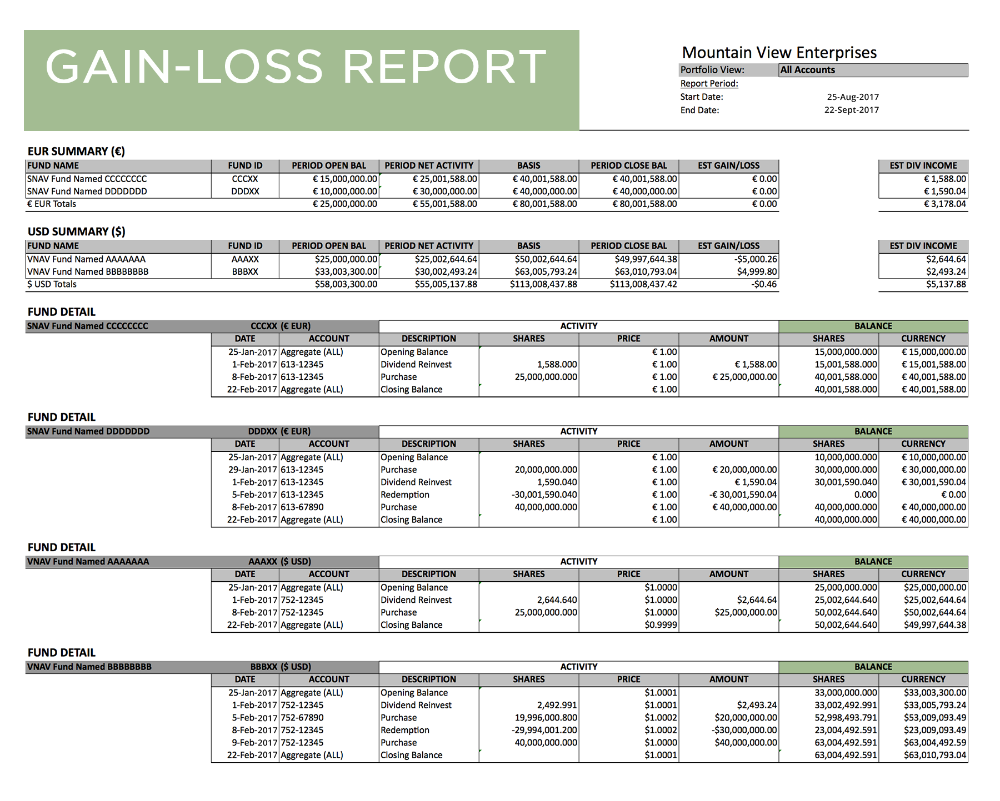 GAIN-LOSS REPORT
Mountain View Enterprises
Portfolio View: All Accounts
Report Period:
Start Date: 25-Aug-2017
End Date: 22-Sept-2017
EUR SUMMARY (€)
FUND NAME FUND ID PERIOD OPEN BAL PERIOD NET ACTIVITY BASIS PERIOD CLOSE BAL EST GAIN/LOSS EST DIV INCOME
SNAV Fund Named CCCCCCCC CCCXX € 15,000,000.00 € 25,001,588.00 € 40,001,588.00 € 40,001,588.00 € 0.00 € 1,588.00
SNAV Fund Named DDDDDDD DDDXX € 10,000,000.00 € 30,000,000.00 € 40,000,000.00 € 40,000,000.00 € 0.00 € 1,590.04
€ EUR Totals € 25,000,000.00 € 55,001,588.00 € 80,001,588.00 € 80,001,588.00 € 0.00 € 3,178.04
USD SUMMARY ($)
FUND NAME FUND ID PERIOD OPEN BAL PERIOD NET ACTIVITY BASIS PERIOD CLOSE BAL EST GAIN/LOSS EST DIV INCOME
VNAV Fund Named AAAAAAA AAAXX $25,000,000.00 $25,002,644.64 $50,002,644.64 $49,997,644.38 -$5,000.26 $2,644.64
VNAV Fund Named BBBBBBBB BBBXX $33,003,300.00 $30,002,493.24 $63,005,793.24 $63,010,793.04 $4,999.80 $2,493.24
$ USD Totals $58,003,300.00 $55,005,137.88 $113,008,437.88 $113,008,437.42 -$0.46 $5,137.88
FUND DETAIL
SNAV Fund Named CCCCCCCC CCCXX (€ EUR) ACTIVITY BALANCE
DATE ACCOUNT DESCRIPTION SHARES PRICE AMOUNT SHARES CURRENCY
25-Jan-2017 Aggregate (ALL) Opening Balance € 1.00 15,000,000.000 € 15,000,000.00
1-Feb-2017 613-12345 Dividend Reinvest 1,588.000 € 1.00 € 1,588.00 15,001,588.000 € 15,001,588.00
8-Feb-2017 613-12345 Purchase 25,000,000.000 € 1.00 € 25,000,000.00 40,001,588.000 € 40,001,588.00
22-Feb-2017 Aggregate (ALL) Closing Balance € 1.00 40,001,588.000 € 40,001,588.00
FUND DETAIL
SNAV Fund Named DDDDDDD DDDXX (€ EUR) ACTIVITY BALANCE
DATE ACCOUNT DESCRIPTION SHARES PRICE AMOUNT SHARES CURRENCY
25-Jan-2017 Aggregate (ALL) Opening Balance € 1.00 10,000,000.000 € 10,000,000.00
29-Jan-2017 613-12345 Purchase 20,000,000.000 € 1.00 € 20,000,000.00 30,000,000.000 € 30,000,000.00
1-Feb-2017 613-12345 Dividend Reinvest 1,590.040 € 1.00 € 1,590.04 30,001,590.040 € 30,001,590.04
5-Feb-2017 613-12345 Redemption -30,001,590.040 € 1.00 -€ 30,001,590.04 0.000 € 0.00
8-Feb-2017 613-67890 Purchase 40,000,000.000 € 1.00 € 40,000,000.00 40,000,000.000 € 40,000,000.00
22-Feb-2017 Aggregate (ALL) Closing Balance € 1.00 40,000,000.000 € 40,000,000.00
FUND DETAIL
VNAV Fund Named AAAAAAA AAAXX ($ USD) ACTIVITY BALANCE
DATE ACCOUNT DESCRIPTION SHARES PRICE AMOUNT SHARES CURRENCY
25-Jan-2017 Aggregate (ALL) Opening Balance $1.0000 25,000,000.000 $25,000,000.00
1-Feb-2017 752-12345 Dividend Reinvest 2,644.640 $1.0000 $2,644.64 25,002,644.640 $25,002,644.64
8-Feb-2017 752-12345 Purchase 25,000,000.000 $1.0000 $25,000,000.00 50,002,644.640 $50,002,644.64
22-Feb-2017 Aggregate (ALL) Closing Balance $0.9999 50,002,644.640 $49,997,644.38
FUND DETAIL
VNAV Fund Named BBBBBBBB BBBXX ($ USD) ACTIVITY BALANCE
DATE ACCOUNT DESCRIPTION SHARES PRICE AMOUNT SHARES CURRENCY
25-Jan-2017 Aggregate (ALL) Opening Balance $1.0001 33,000,000.000 $33,003,300.00
1-Feb-2017 752-12345 Dividend Reinvest 2,492.991 $1.0001 $2,493.24 33,002,492.991 $33,005,793.24
5-Feb-2017 752-67890 Purchase 19,996,000.800 $1.0002 $20,000,000.00 52,998,493.791 $53,009,093.49
8-Feb-2017 752-12345 Redemption -29,994,001.200 $1.0002 -$30,000,000.00 23,004,492.591 $23,009,093.49
9-Feb-2017 752-12345 Purchase 40,000,000.000 $1.0000 $40,000,000.00 63,004,492.591 $63,004,492.59
22-Feb-2017 Aggregate (ALL) Closing Balance $1.0001 63,004,492.591 $63,010,793.04